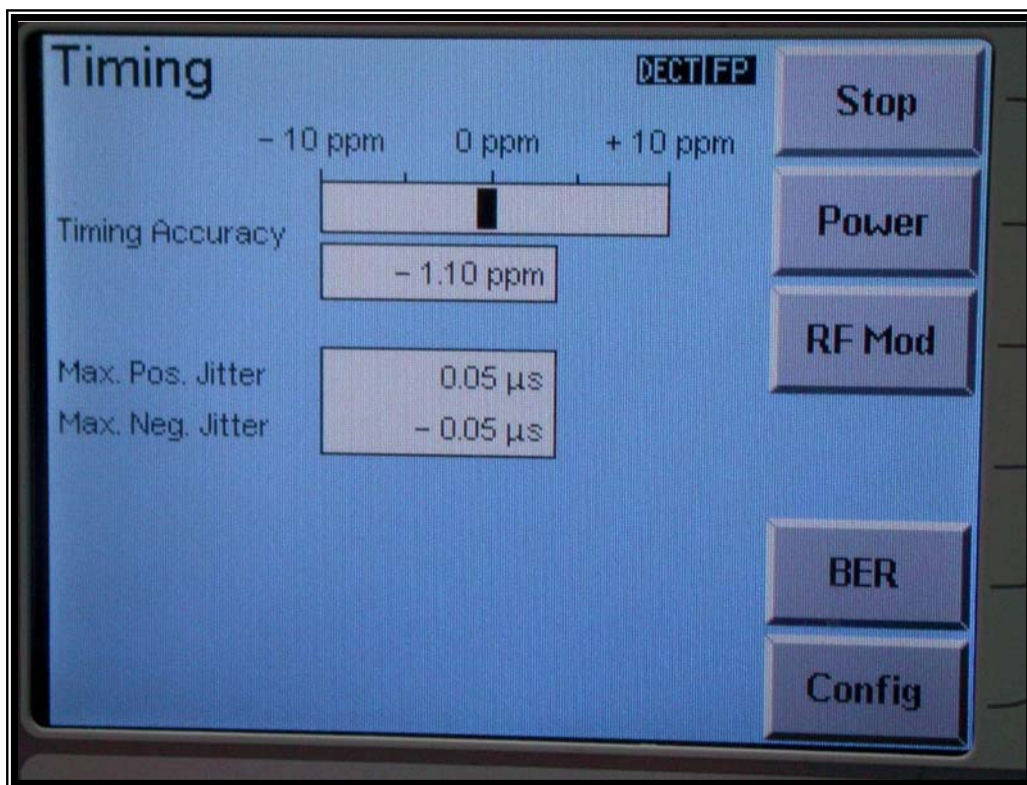 Timing
DECT FP
Stop
– 10 ppm 0 ppm + 10 ppm
Power
Timing Accuracy
– 1.10 ppm
RF Mod
Max. Pos. Jitter 0.05 µs
Max. Neg. Jitter – 0.05 µs
BER
Config